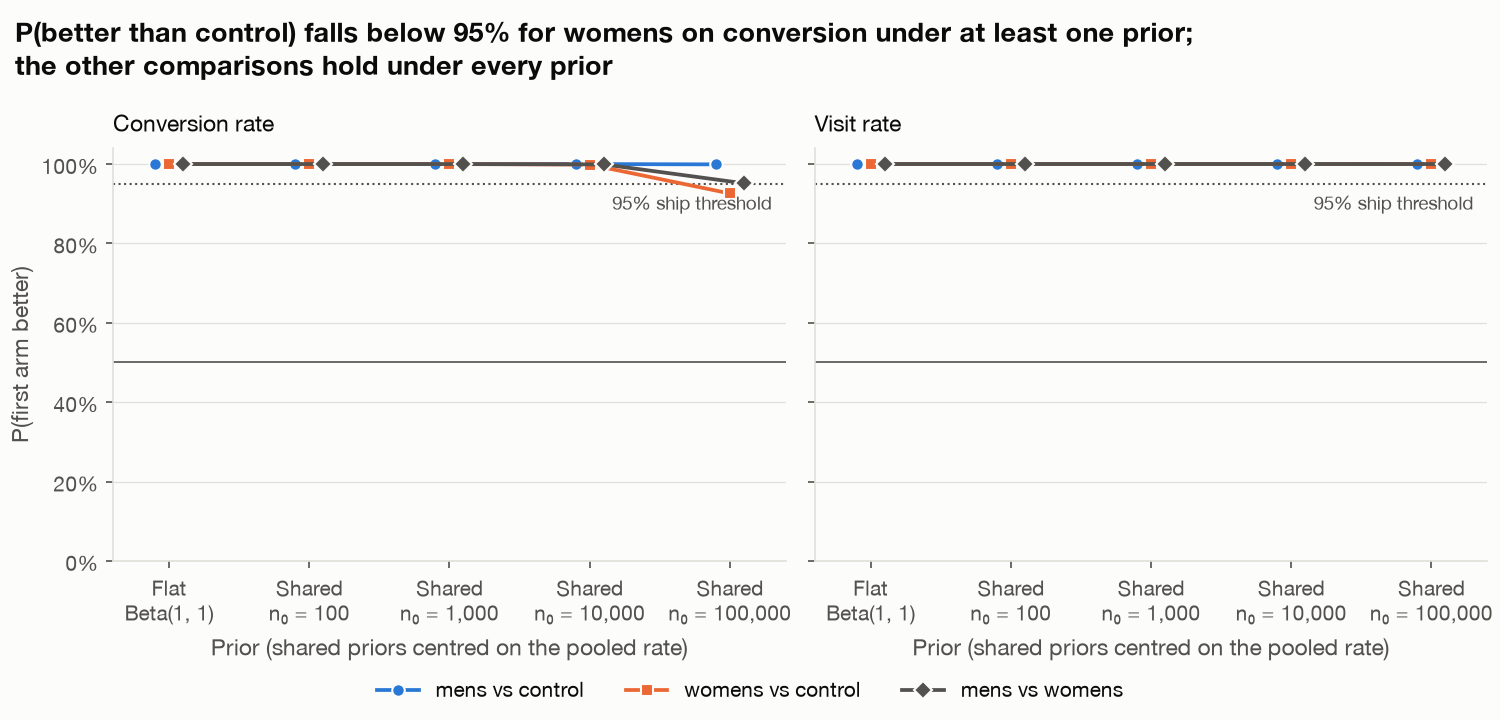 P(better than control) falls below 95% for womens on conversion under at least one prior;
the other comparisons hold under every prior
Conversion rate
Visit rate
P(first arm better)
100%
80%
60%
40%
20%
0%
95% ship threshold
95% ship threshold
Flat
Beta(1, 1)
Shared
n₀ = 100
Shared
n₀ = 1,000
Shared
n₀ = 10,000
Shared
n₀ = 100,000
Flat
Beta(1, 1)
Shared
n₀ = 100
Shared
n₀ = 1,000
Shared
n₀ = 10,000
Shared
n₀ = 100,000
Prior (shared priors centred on the pooled rate)
Prior (shared priors centred on the pooled rate)
mens vs control
womens vs control
mens vs womens